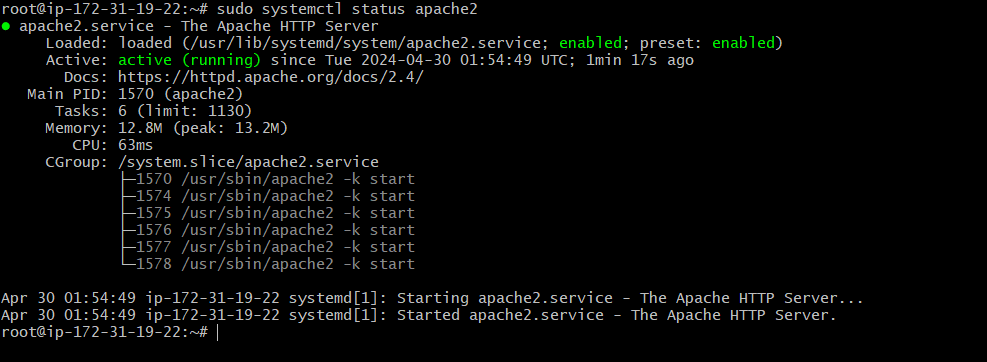 root@ip-172-31-19-22:~# sudo systemctl status apache2
● apache2.service - The Apache HTTP Server
     Loaded: loaded (/usr/lib/systemd/system/apache2.service; enabled; preset: enabled)
     Active: active (running) since Tue 2024-04-30 01:54:49 UTC; 1min 17s ago
       Docs: https://httpd.apache.org/docs/2.4/
   Main PID: 1570 (apache2)
      Tasks: 6 (limit: 1130)
     Memory: 12.8M (peak: 13.2M)
        CPU: 63ms
     CGroup: /system.slice/apache2.service
             ├─1570 /usr/sbin/apache2 -k start
             ├─1574 /usr/sbin/apache2 -k start
             ├─1575 /usr/sbin/apache2 -k start
             ├─1576 /usr/sbin/apache2 -k start
             ├─1577 /usr/sbin/apache2 -k start
             └─1578 /usr/sbin/apache2 -k start

Apr 30 01:54:49 ip-172-31-19-22 systemd[1]: Starting apache2.service - The Apache HTTP Server...
Apr 30 01:54:49 ip-172-31-19-22 systemd[1]: Started apache2.service - The Apache HTTP Server.
root@ip-172-31-19-22:~#